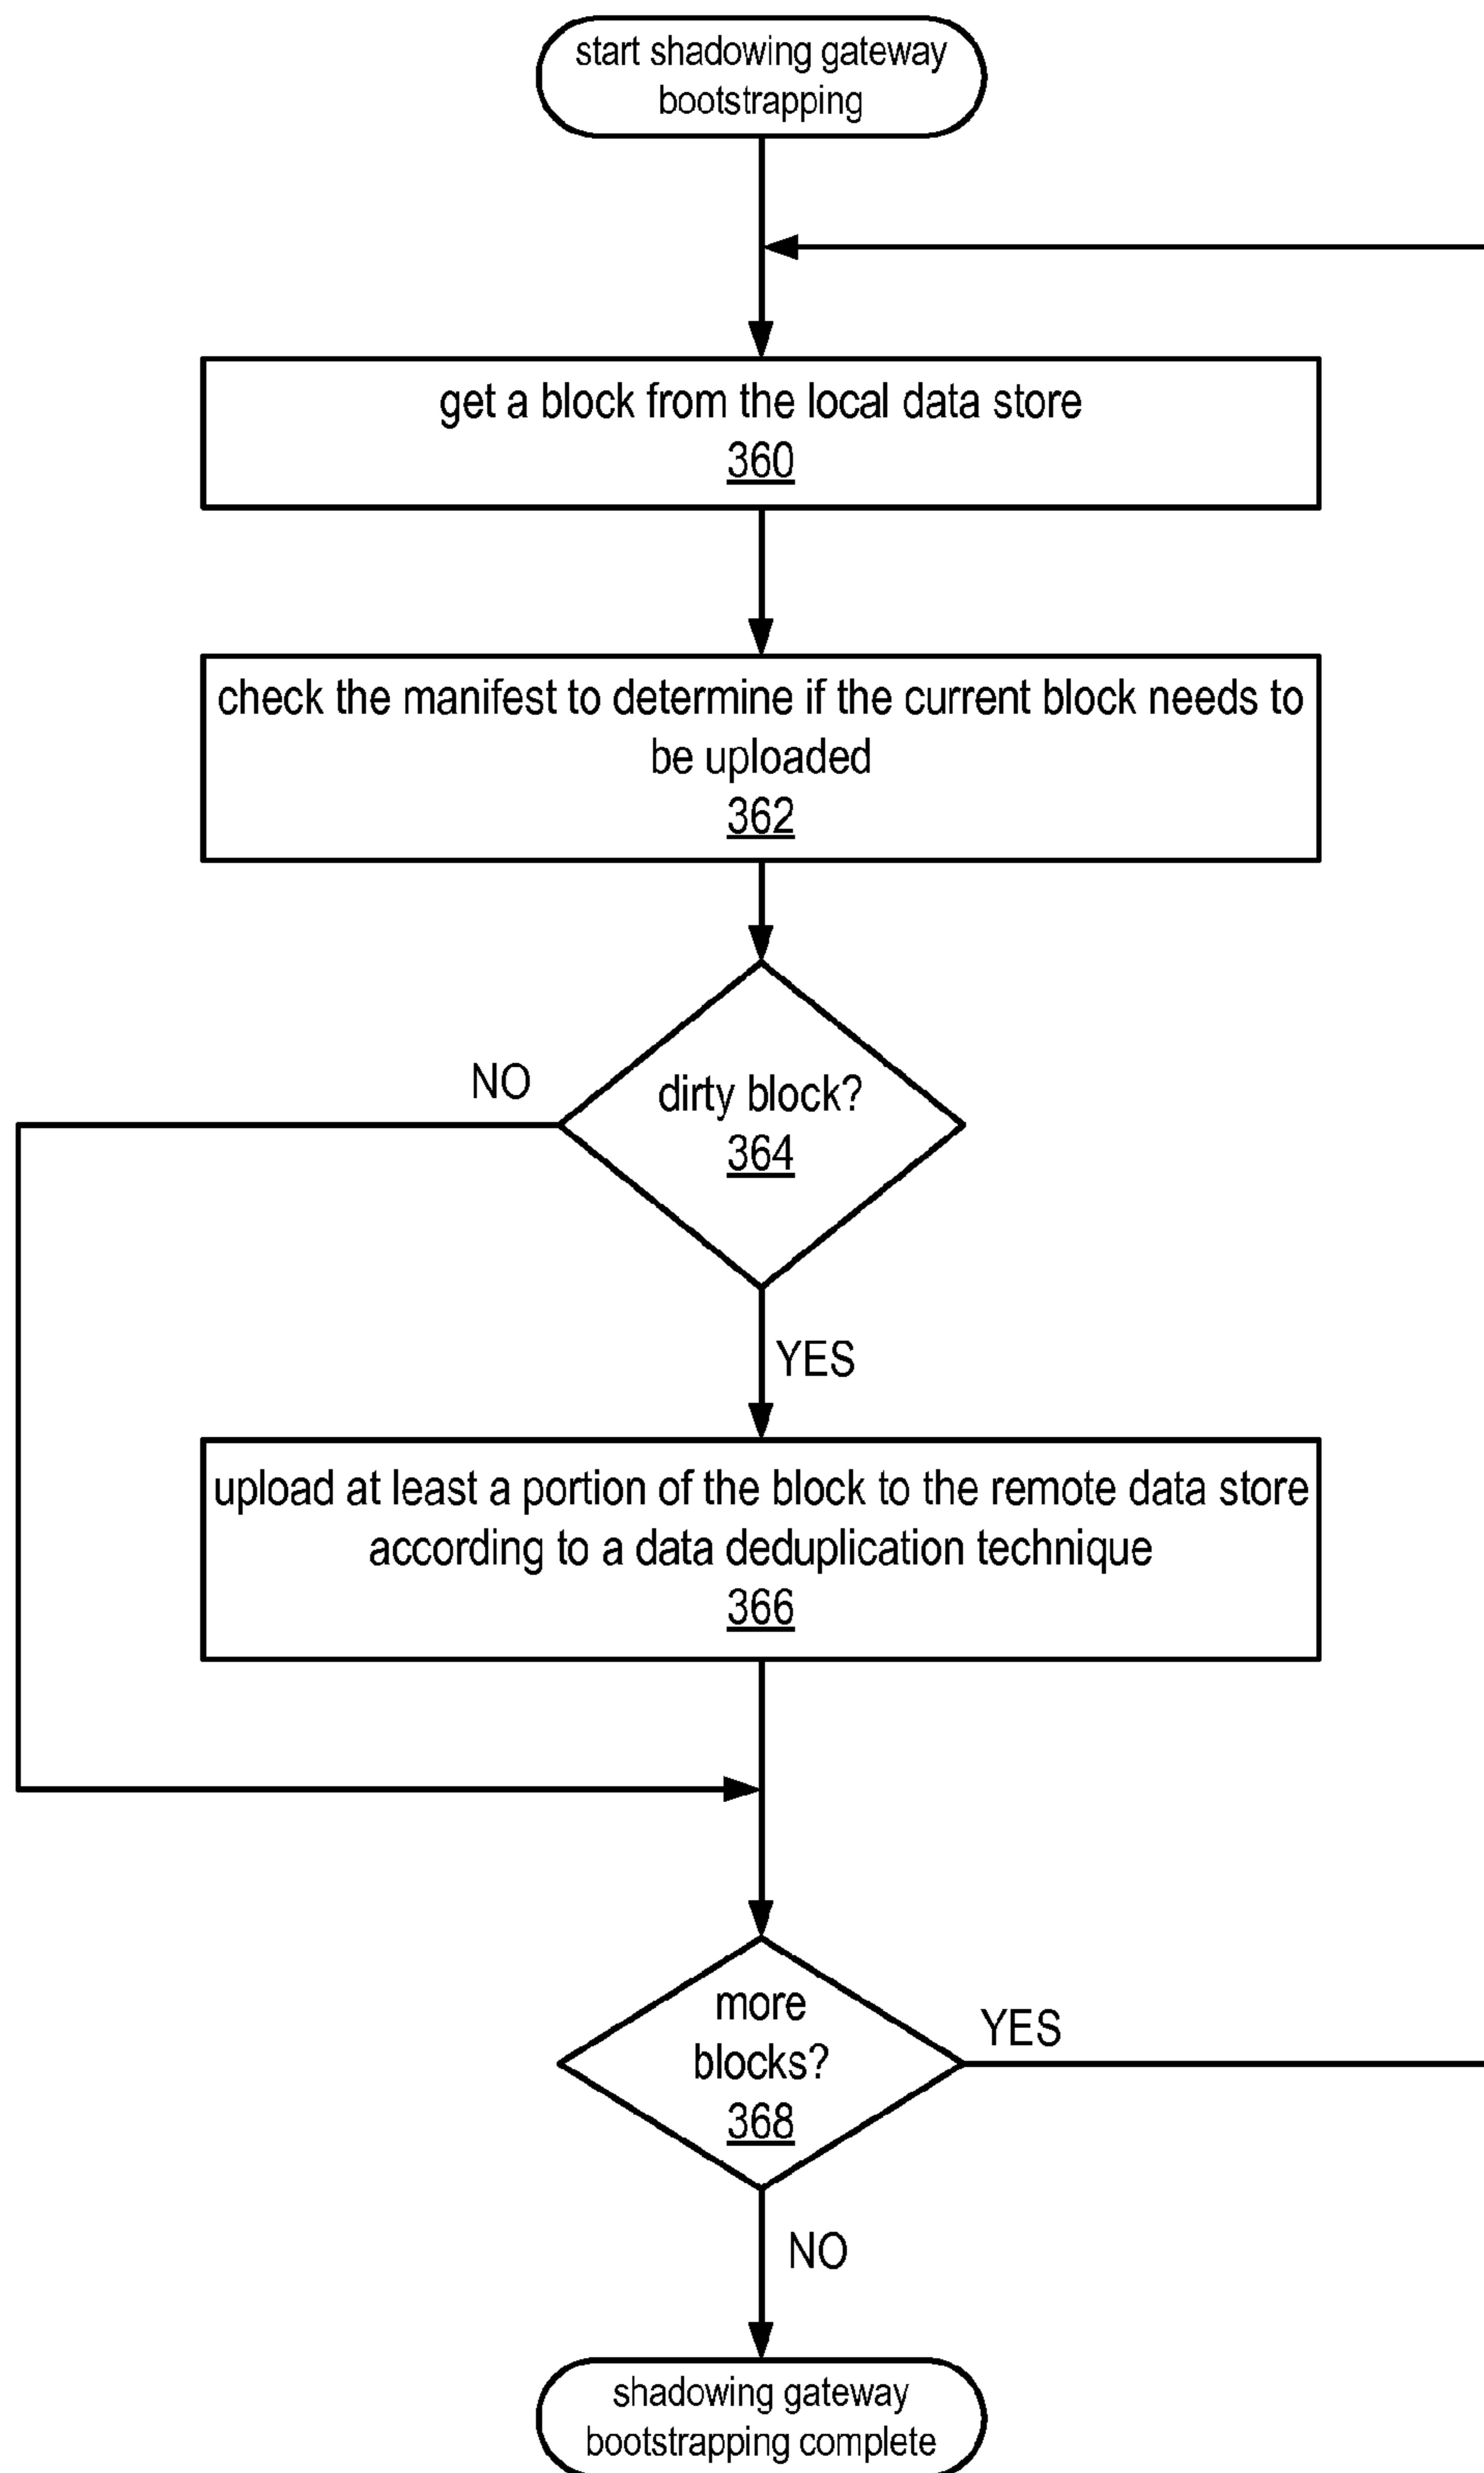 start shadowing gateway
bootstrapping
get a block from the local data store
360
check the manifest to determine if the current block needs to
be uploaded
362
dirty block?
364
NO
YES
upload at least a portion of the block to the remote data store
according to a data deduplication technique
366
more
blocks?
368
YES
NO
shadowing gateway
bootstrapping complete